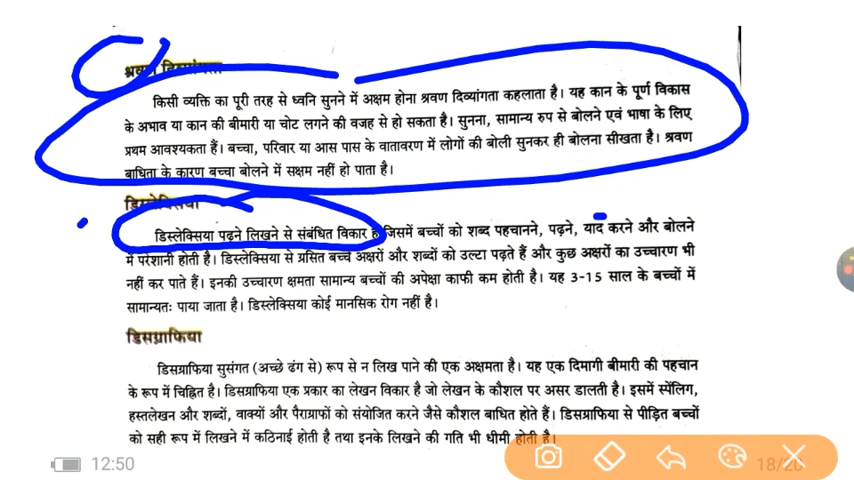 श्रवण दिव्यांगता
किसी व्यक्ति का पूरी तरह से ध्वनि सुनने में अक्षम होना श्रवण दिव्यांगता कहलाता है। यह कान के पूर्ण विकास
के अभाव या कान की बीमारी या चोट लगने की वजह से हो सकता है। सुनना, सामान्य रुप से बोलने एवं भाषा के लिए
प्रथम आवश्यकता हैं। बच्चा, परिवार या आस पास के वातावरण में लोगों की बोली सुनकर ही बोलना सीखता है। श्रवण
बाधिता के कारण बच्चा बोलने में सक्षम नहीं हो पाता है।
डिस्लेक्सिया
डिस्लेक्सिया पढ़ने लिखने से संबंधित विकार है जिसमें बच्चों को शब्द पहचानने, पढ़ने, याद करने और बोलने
में परेशानी होती है। डिस्लेक्सिया से ग्रसित बच्चे अक्षरों और शब्दों को उल्टा पढ़ते हैं और कुछ अक्षरों का उच्चारण भी
नहीं कर पाते हैं। इनकी उच्चारण क्षमता सामान्य बच्चों की अपेक्षा काफी कम होती है। यह 3-15 साल के बच्चों में
सामान्यतः पाया जाता है। डिस्लेक्सिया कोई मानसिक रोग नहीं है।
डिसग्राफिया
डिसग्राफिया सुसंगत (अच्छे ढंग से) रूप से न लिख पाने की एक अक्षमता है। यह एक दिमागी बीमारी की पहचान
के रूप में चिह्नित है। डिसग्राफिया एक प्रकार का लेखन विकार है जो लेखन के कौशल पर असर डालती है। इसमें स्पेंलिग,
हस्तलेखन और शब्दों, वाक्यों और पैराग्राफों को संयोजित करने जैसे कौशल बाधित होते हैं। डिसग्राफिया से पीड़ित बच्चों
को सही रूप में लिखने में कठिनाई होती है तथा इनके लिखने की गति भी धीमी होती है।
12:50
18/20